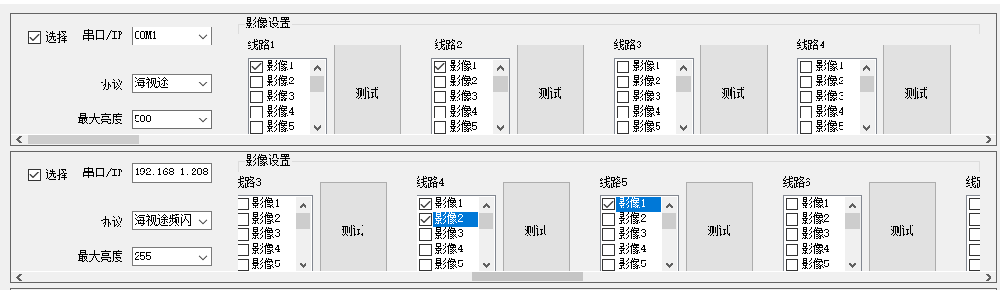 影像设置
选择 串口/IP COM1
线路1 线路2 线路3 线路4
影像1 影像1 影像1 影像1
影像2 影像2 影像2 影像2
协议 海视途
影像3 测试 影像3 测试 影像3 测试 影像3 测试
影像4 影像4 影像4 影像4
最大亮度 500
影像5 影像5 影像5 影像5
影像设置
选择 串口/IP 192.168.1.208
线路3 线路4 线路5 线路6
影像1 影像1 影像1 影像1
影像2 影像2 影像2 影像2
协议 海视途频闪
影像3 测试 影像3 测试 影像3 测试 影像3 测试
影像4 影像4 影像4 影像4
最大亮度 255
影像5 影像5 影像5 影像5